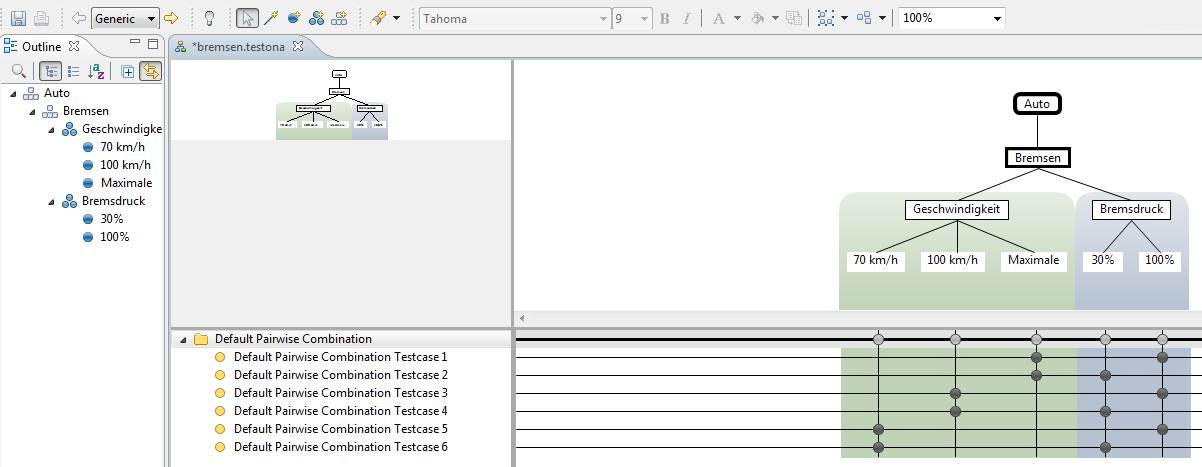 Generic
Tahoma
9
B I
A
100%
Outline
*bremsen.testona
Auto
Bremsen
Geschwindigke
70 km/h
100 km/h
Maximale
Bremsdruck
30%
100%
Auto
Bremsen
Geschwindigkeit
Bremsdruck
70 km/h
100 km/h
Maximale
30%
100%
Default Pairwise Combination
Default Pairwise Combination Testcase 1
Default Pairwise Combination Testcase 2
Default Pairwise Combination Testcase 3
Default Pairwise Combination Testcase 4
Default Pairwise Combination Testcase 5
Default Pairwise Combination Testcase 6